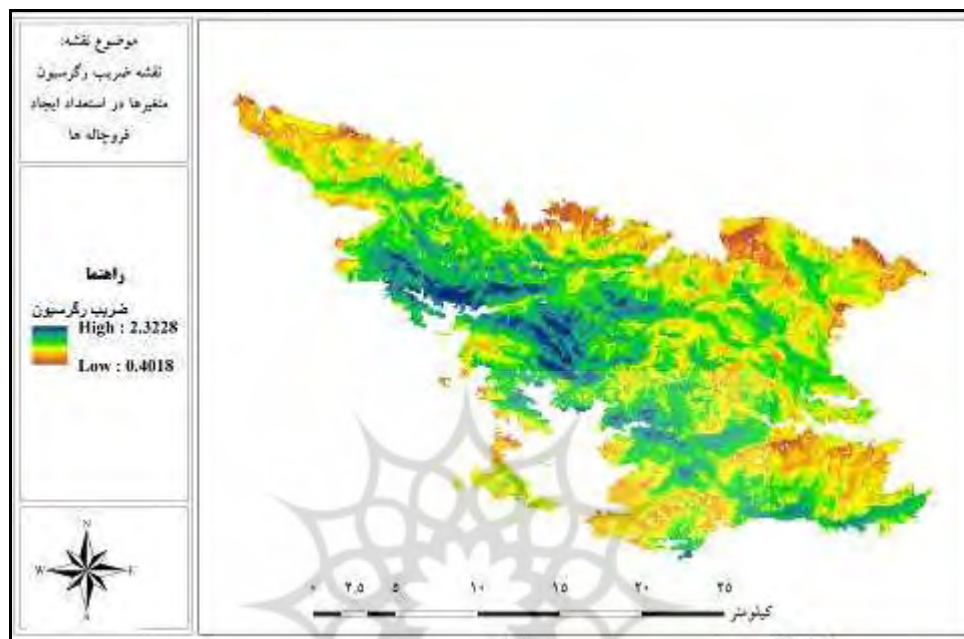 موضوع نقشه:
نقشه ضریب رگرسیون
متغیرها در استعداد ایجاد
فروچاله ها
راهنما
ضریب رگرسیون
High : 2.3228
Low : 0.4018
N
W E
S
۰ ۲.۵ ۵ ۱۰ ۱۵ ۲۰ ۲۵
کیلومتر